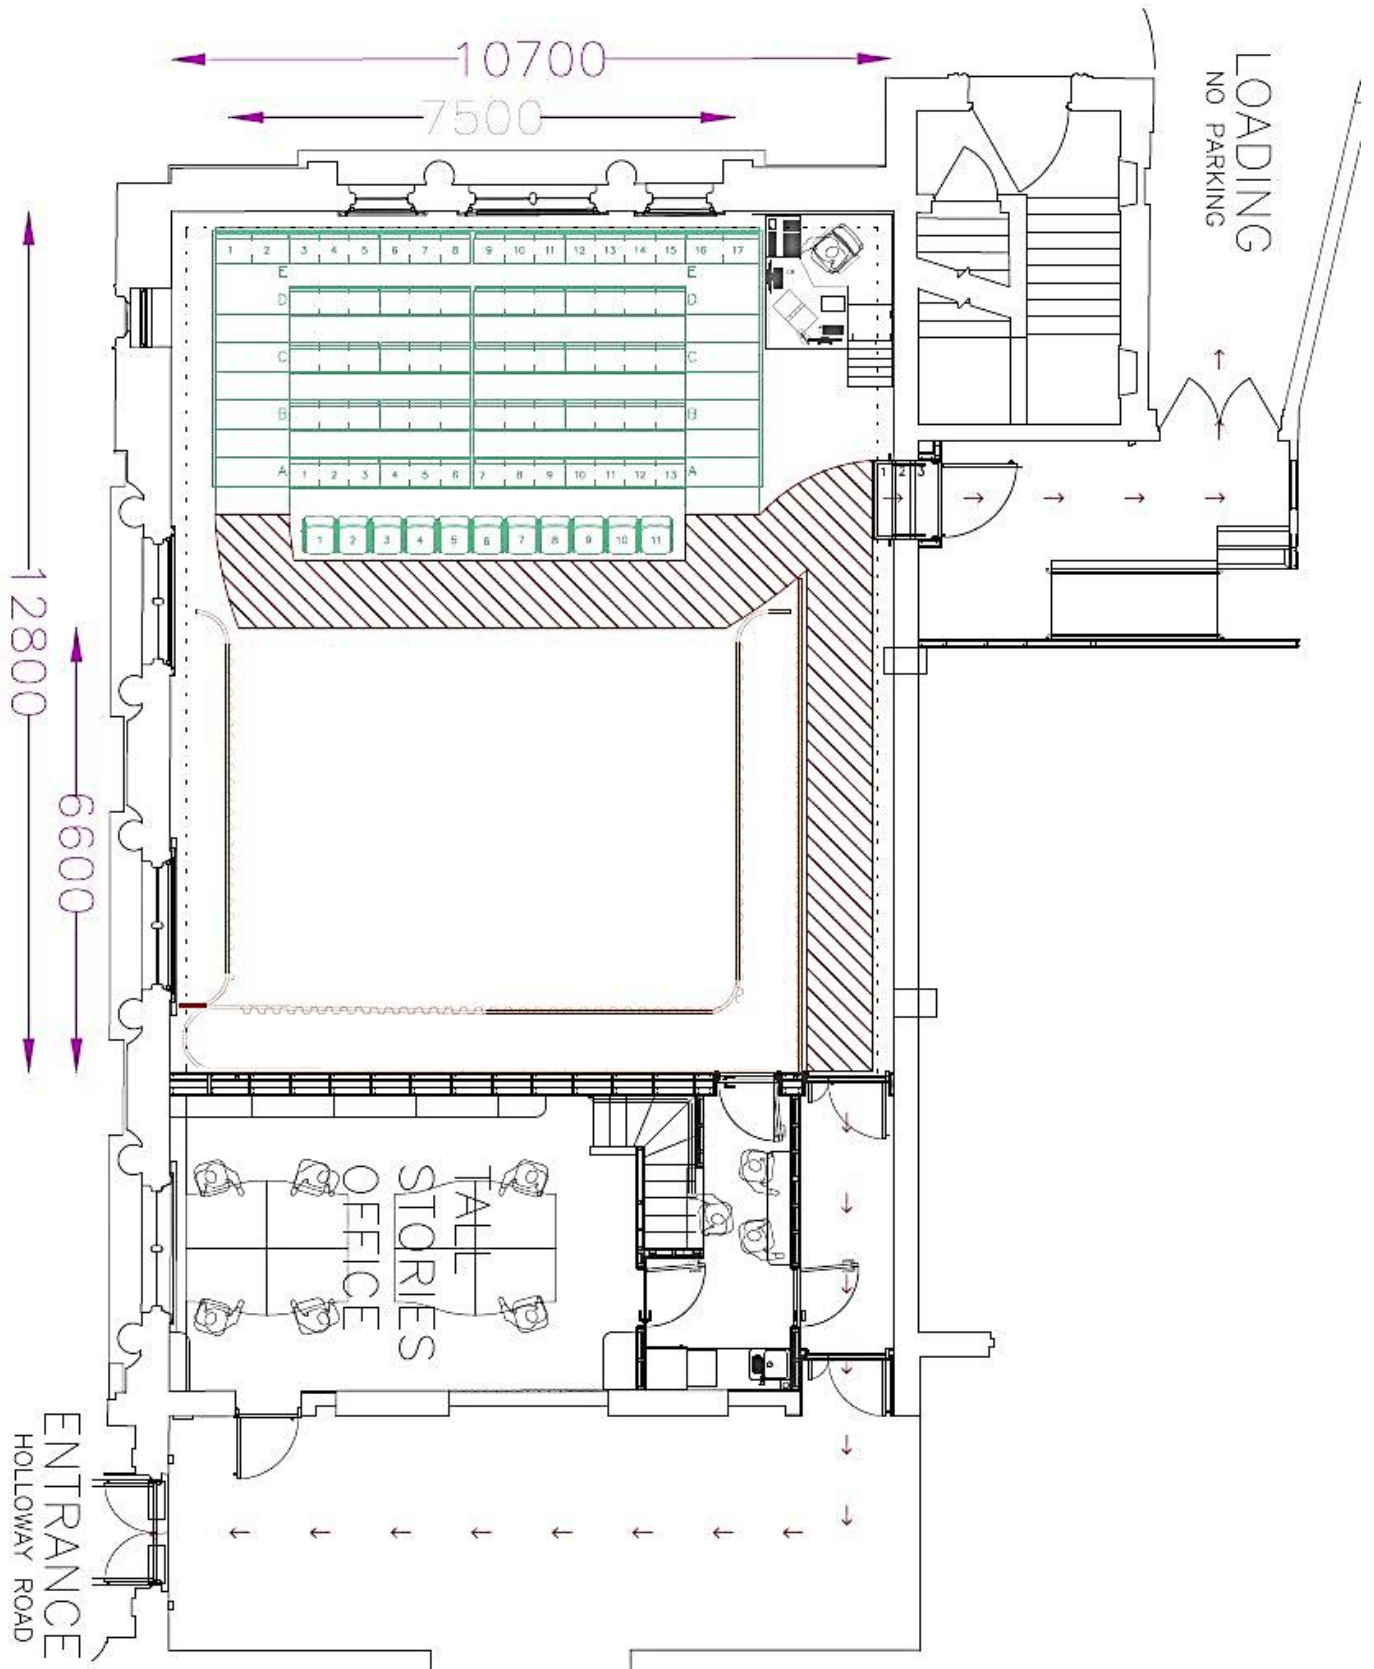 10700
7500
LOADING
NO PARKING
1 2 3 4 5 6 7 8 9 10 11 12 13 14 15 16 17
E E
D D
C C
B B
A 1 2 3 4 5 6 7 8 9 10 11 12 13 A
1 2 3
1 2 3 4 5 6 7 8 9 10 11
12800
6600
TALL
STORIES
OFFICE
ENTRANCE
HOLLOWAY ROAD